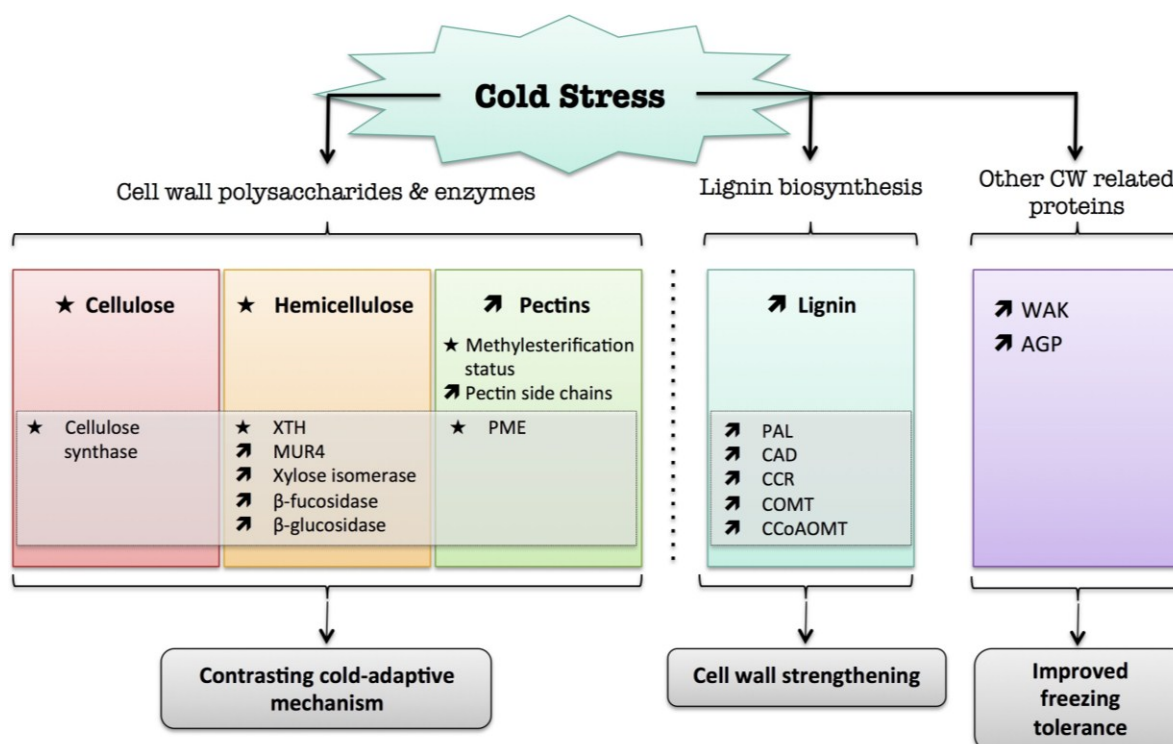 Cold Stress
Cell wall polysaccharides & enzymes
Lignin biosynthesis
Other CW related
proteins
★ Cellulose
★ Cellulose
synthase
★ Hemicellulose
★ XTH
↗ MUR4
↗ Xylose isomerase
↗ β-fucosidase
↗ β-glucosidase
↗ Pectins
★ Methylesterification
status
↗ Pectin side chains
★ PME
↗ Lignin
↗ PAL
↗ CAD
↗ CCR
↗ COMT
↗ CCoAOMT
↗ WAK
↗ AGP
Contrasting cold-adaptive
mechanism
Cell wall strengthening
Improved
freezing
tolerance